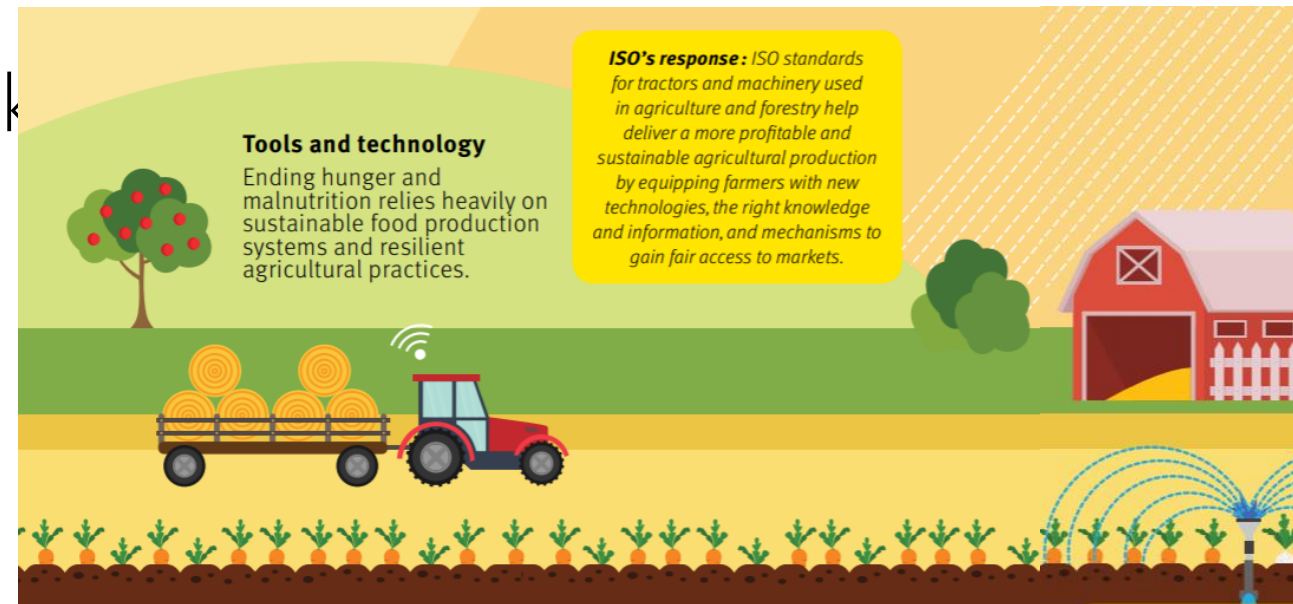 k
Tools and technology
Ending hunger and
malnutrition relies heavily on
sustainable food production
systems and resilient
agricultural practices.
ISO's response : ISO standards
for tractors and machinery used
in agriculture and forestry help
deliver a more profitable and
sustainable agricultural production
by equipping farmers with new
technologies, the right knowledge
and information, and mechanisms to
gain fair access to markets.